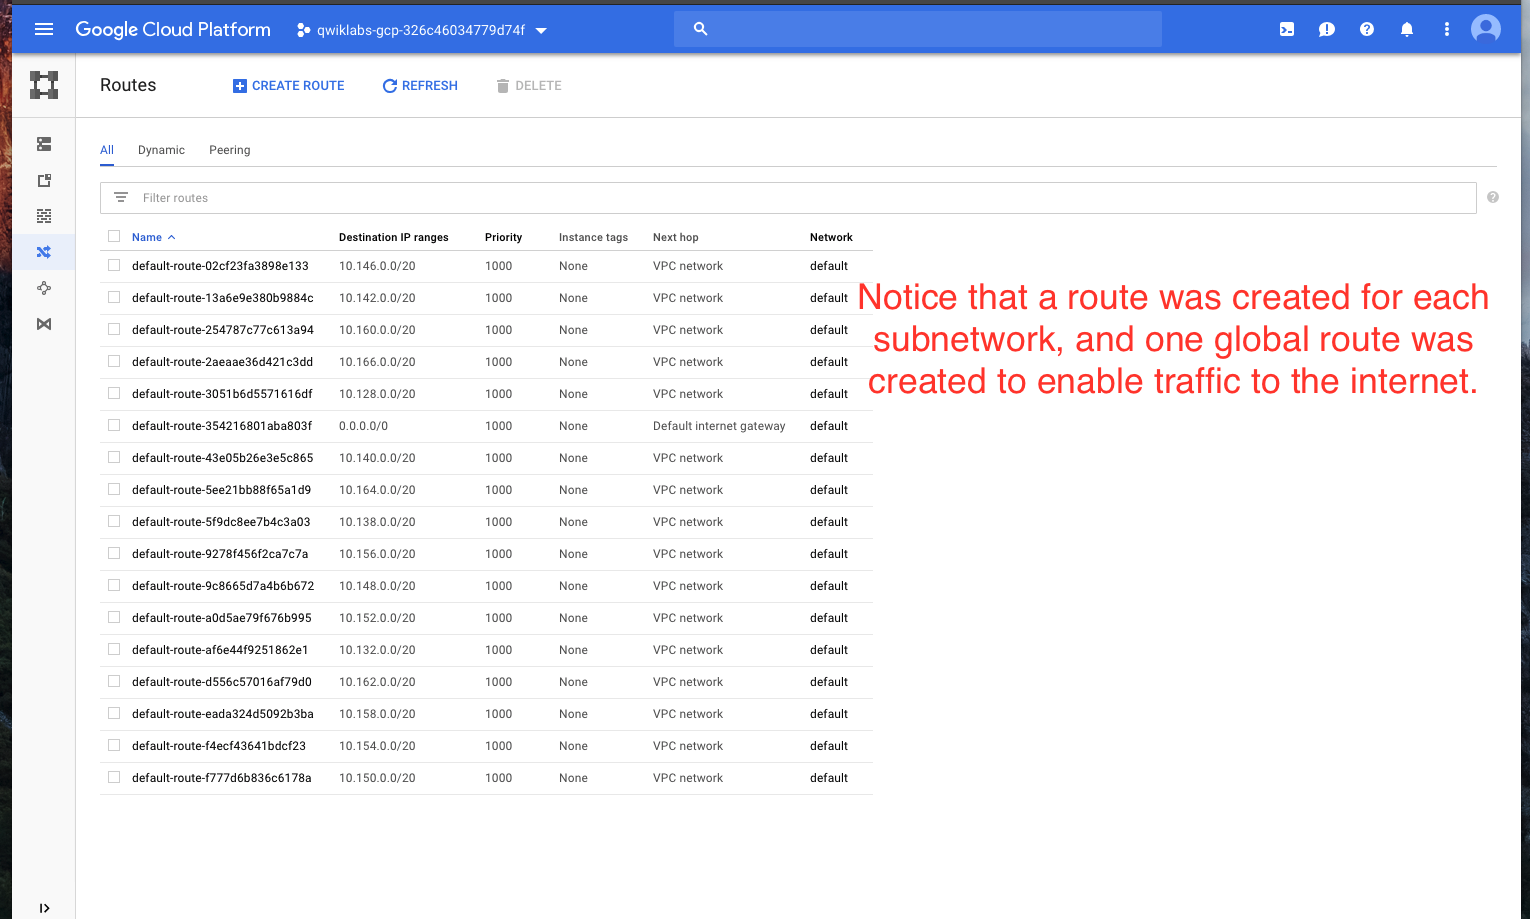 Google Cloud Platform qwiklabs-gcp-326c46034779d74f
Routes CREATE ROUTE REFRESH DELETE
All Dynamic Peering
Filter routes
Name Destination IP ranges Priority Instance tags Next hop Network
default-route-02cf23fa3898e133 10.146.0.0/20 1000 None VPC network default
default-route-13a6e9e380b9884c 10.142.0.0/20 1000 None VPC network default
default-route-254787c77c613a94 10.160.0.0/20 1000 None VPC network default
default-route-2aeaae36d421c3dd 10.166.0.0/20 1000 None VPC network default
default-route-3051b6d5571616df 10.128.0.0/20 1000 None VPC network default
default-route-354216801aba803f 0.0.0.0/0 1000 None Default internet gateway default
default-route-43e05b26e3e5c865 10.140.0.0/20 1000 None VPC network default
default-route-5ee21bb88f65a1d9 10.164.0.0/20 1000 None VPC network default
default-route-5f9dc8ee7b4c3a03 10.138.0.0/20 1000 None VPC network default
default-route-9278f456f2ca7c7a 10.156.0.0/20 1000 None VPC network default
default-route-9c8665d7a4b6b672 10.148.0.0/20 1000 None VPC network default
default-route-a0d5ae79f676b995 10.152.0.0/20 1000 None VPC network default
default-route-af6e44f9251862e1 10.132.0.0/20 1000 None VPC network default
default-route-d556c57016af79d0 10.162.0.0/20 1000 None VPC network default
default-route-eada324d5092b3ba 10.158.0.0/20 1000 None VPC network default
default-route-f4ecf43641bdcf23 10.154.0.0/20 1000 None VPC network default
default-route-f777d6b836c6178a 10.150.0.0/20 1000 None VPC network default
Notice that a route was created for each
subnetwork, and one global route was
created to enable traffic to the internet.